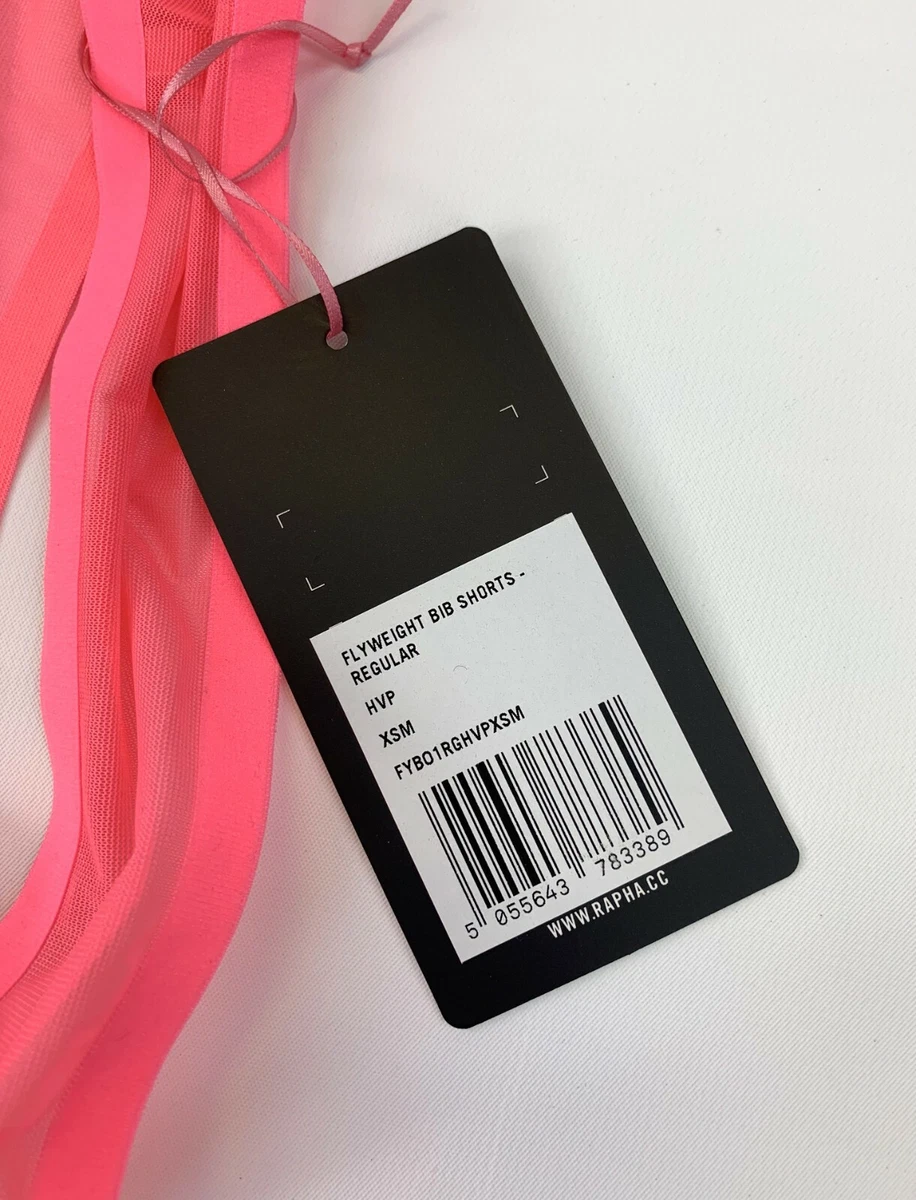 FLYWEIGHT BIB SHORTS -
REGULAR
HVP
XSM
FYB01RGHVPXSM
5 055643 783389
WWW.RAPHA.CC